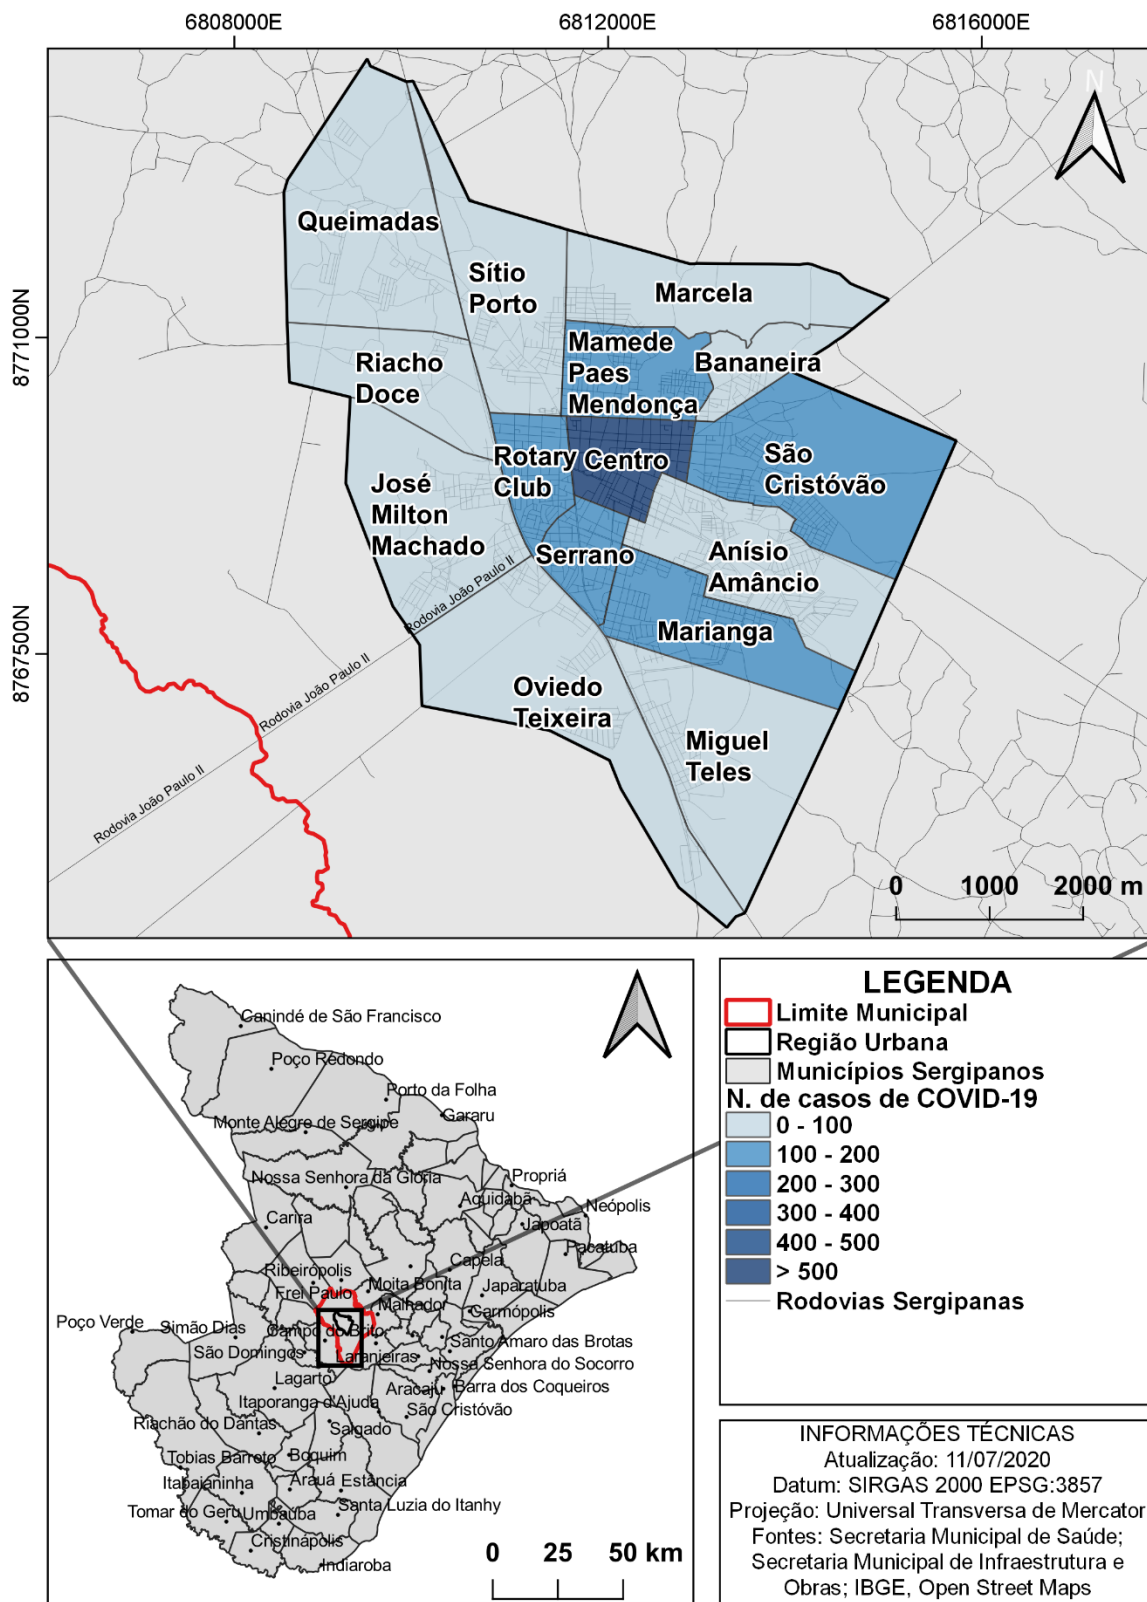 6808000E
6812000E
6816000E
8771000N
8767500N
N
Queimadas
Sítio
Porto
Marcela
Riacho
Doce
Mamede
Paes
Mendonça
Bananeira
José
Milton
Machado
Rotary
Club
Centro
São
Cristóvão
Serrano
Anísio
Amâncio
Marianga
Oviedo
Teixeira
Miguel
Teles
Rodovia João Paulo II
Rodovia João Paulo II
Rodovia João Paulo II
0 1000 2000 m
Canindé de São Francisco
Poço Redondo
Porto da Folha
Gararu
Monte Alegre de Sergipe
Nossa Senhora da Glória
Propriá
Aquidabã
Neópolis
Japoatã
Carira
Pacatuba
Capela
Ribeirópolis
Moita Bonita
Japaratuba
Frei Paulo
Malhador
Carmópolis
Poço Verde
Simão Dias
Campo do Brito
Santo Amaro das Brotas
São Domingos
Laranjeiras
Nossa Senhora do Socorro
Lagarto
Aracaju
Barra dos Coqueiros
Itaporanga d'Ajuda
São Cristóvão
Riachão do Dantas
Salgado
Tobias Barreto
Boquim
Itabaianinha
Arauá
Estância
Tomar do Geru
Umbaúba
Santa Luzia do Itanhy
Cristinápolis
Indiaroba
0 25 50 km
LEGENDA
Limite Municipal
Região Urbana
Municípios Sergipanos
N. de casos de COVID-19
0 - 100
100 - 200
200 - 300
300 - 400
400 - 500
> 500
Rodovias Sergipanas
INFORMAÇÕES TÉCNICAS
Atualização: 11/07/2020
Datum: SIRGAS 2000 EPSG:3857
Projeção: Universal Transversa de Mercator
Fontes: Secretaria Municipal de Saúde;
Secretaria Municipal de Infraestrutura e
Obras; IBGE, Open Street Maps